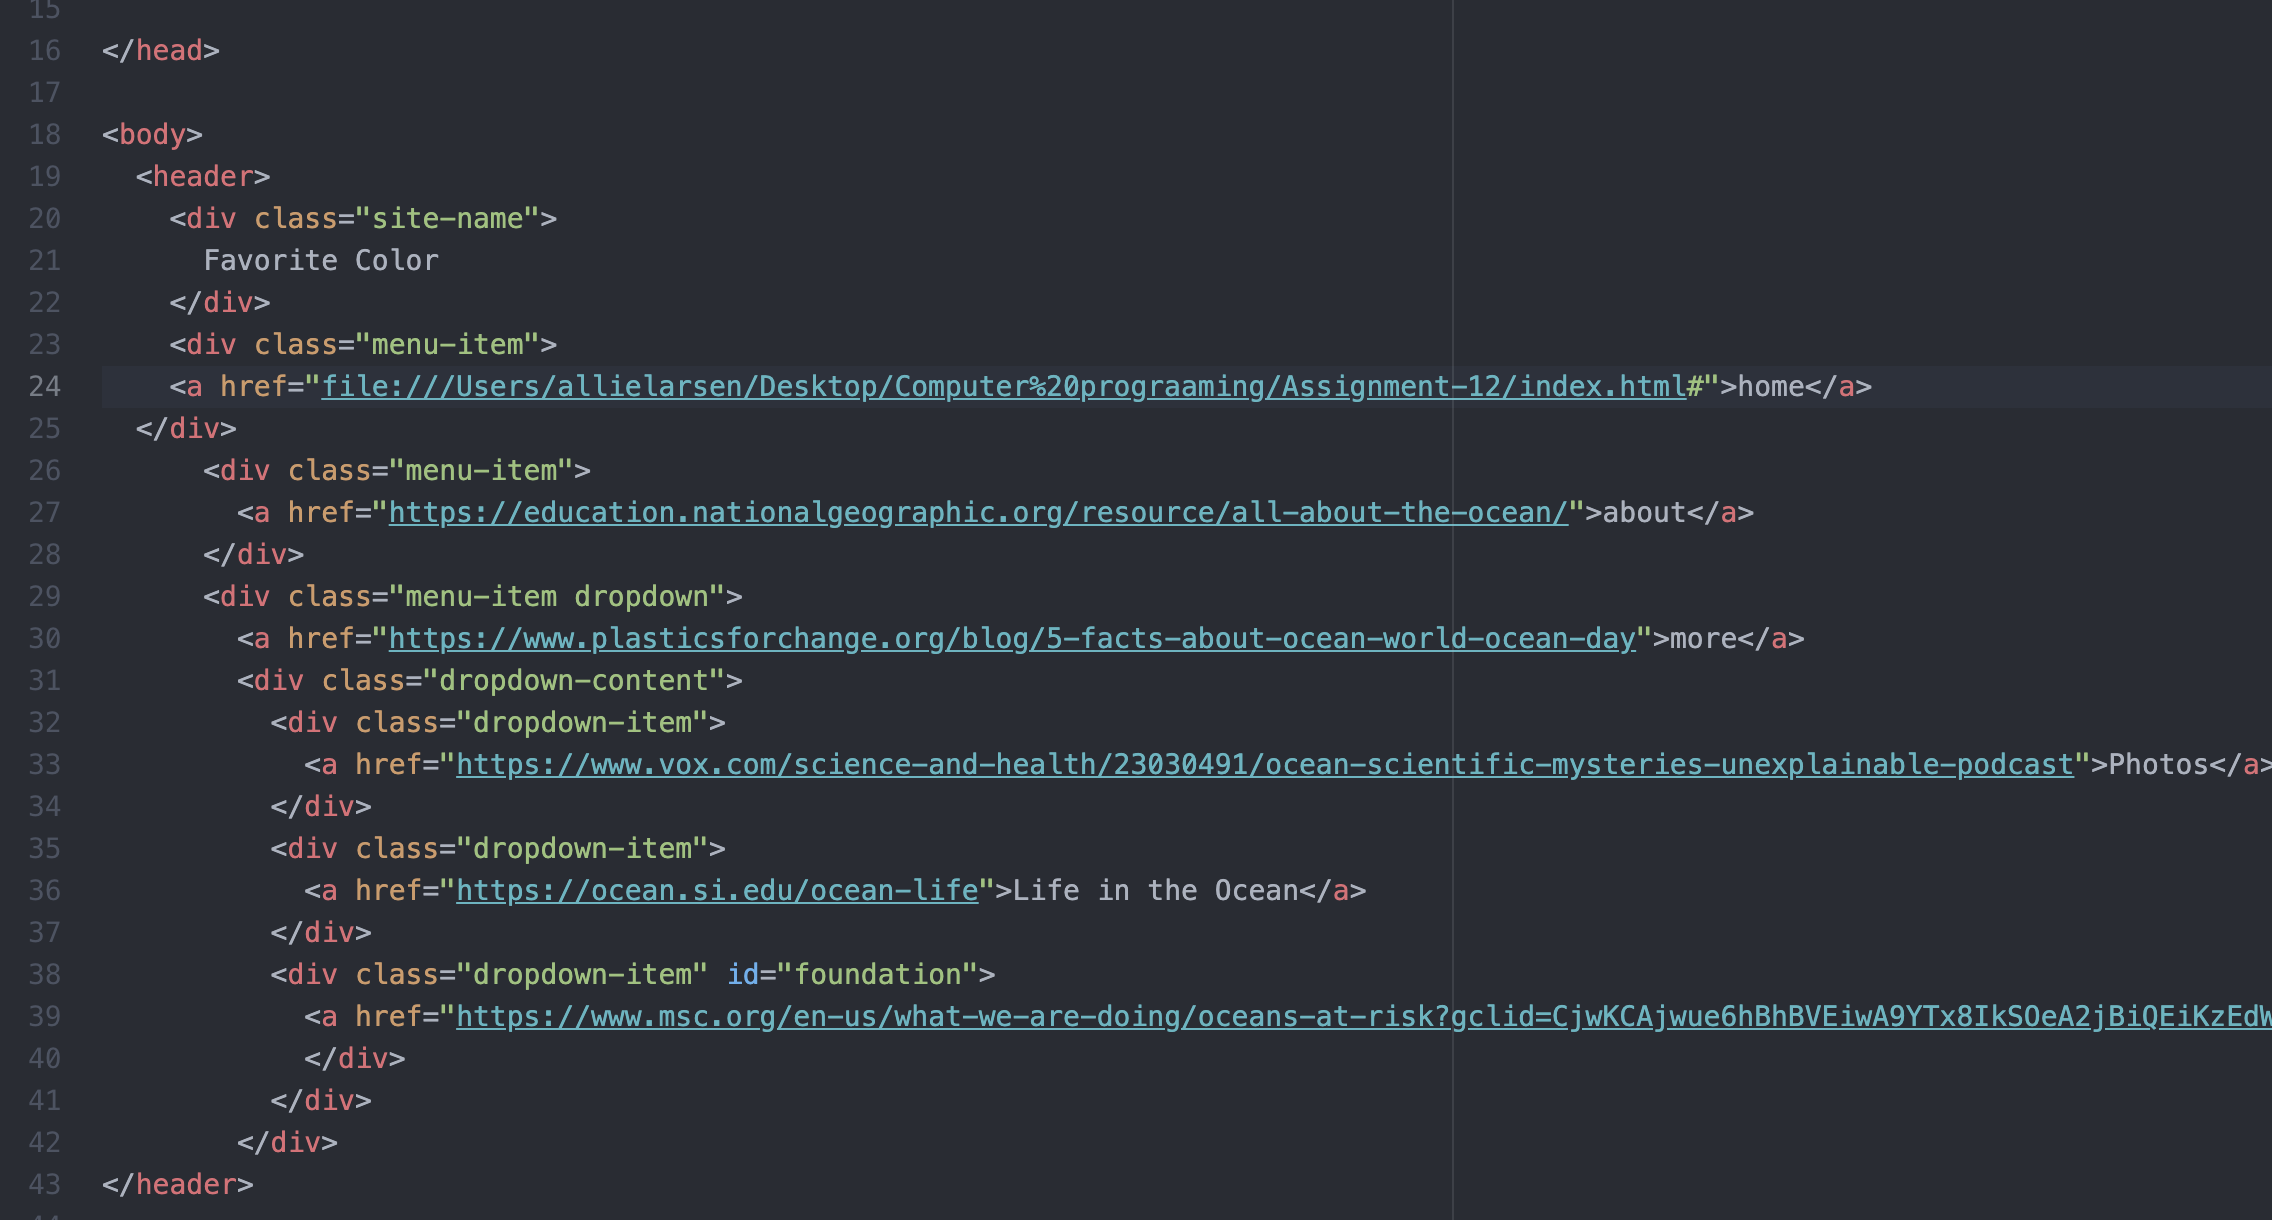 15
16 </head>
17
18 <body>
19   <header>
20     <div class="site-name">
21       Favorite Color
22     </div>
23     <div class="menu-item">
24     <a href="file:///Users/allielarsen/Desktop/Computer%20prograaming/Assignment-12/index.html#">home</a>
25   </div>
26       <div class="menu-item">
27         <a href="https://education.nationalgeographic.org/resource/all-about-the-ocean/">about</a>
28       </div>
29       <div class="menu-item dropdown">
30         <a href="https://www.plasticsforchange.org/blog/5-facts-about-ocean-world-ocean-day">more</a>
31         <div class="dropdown-content">
32           <div class="dropdown-item">
33             <a href="https://www.vox.com/science-and-health/23030491/ocean-scientific-mysteries-unexplainable-podcast">Photos</a>
34           </div>
35           <div class="dropdown-item">
36             <a href="https://ocean.si.edu/ocean-life">Life in the Ocean</a>
37           </div>
38           <div class="dropdown-item" id="foundation">
39             <a href="https://www.msc.org/en-us/what-we-are-doing/oceans-at-risk?gclid=CjwKCAjwue6hBhBVEiwA9YTx8IkSOeA2jBiQEiKzEdW
40             </div>
41           </div>
42         </div>
43 </header>
44